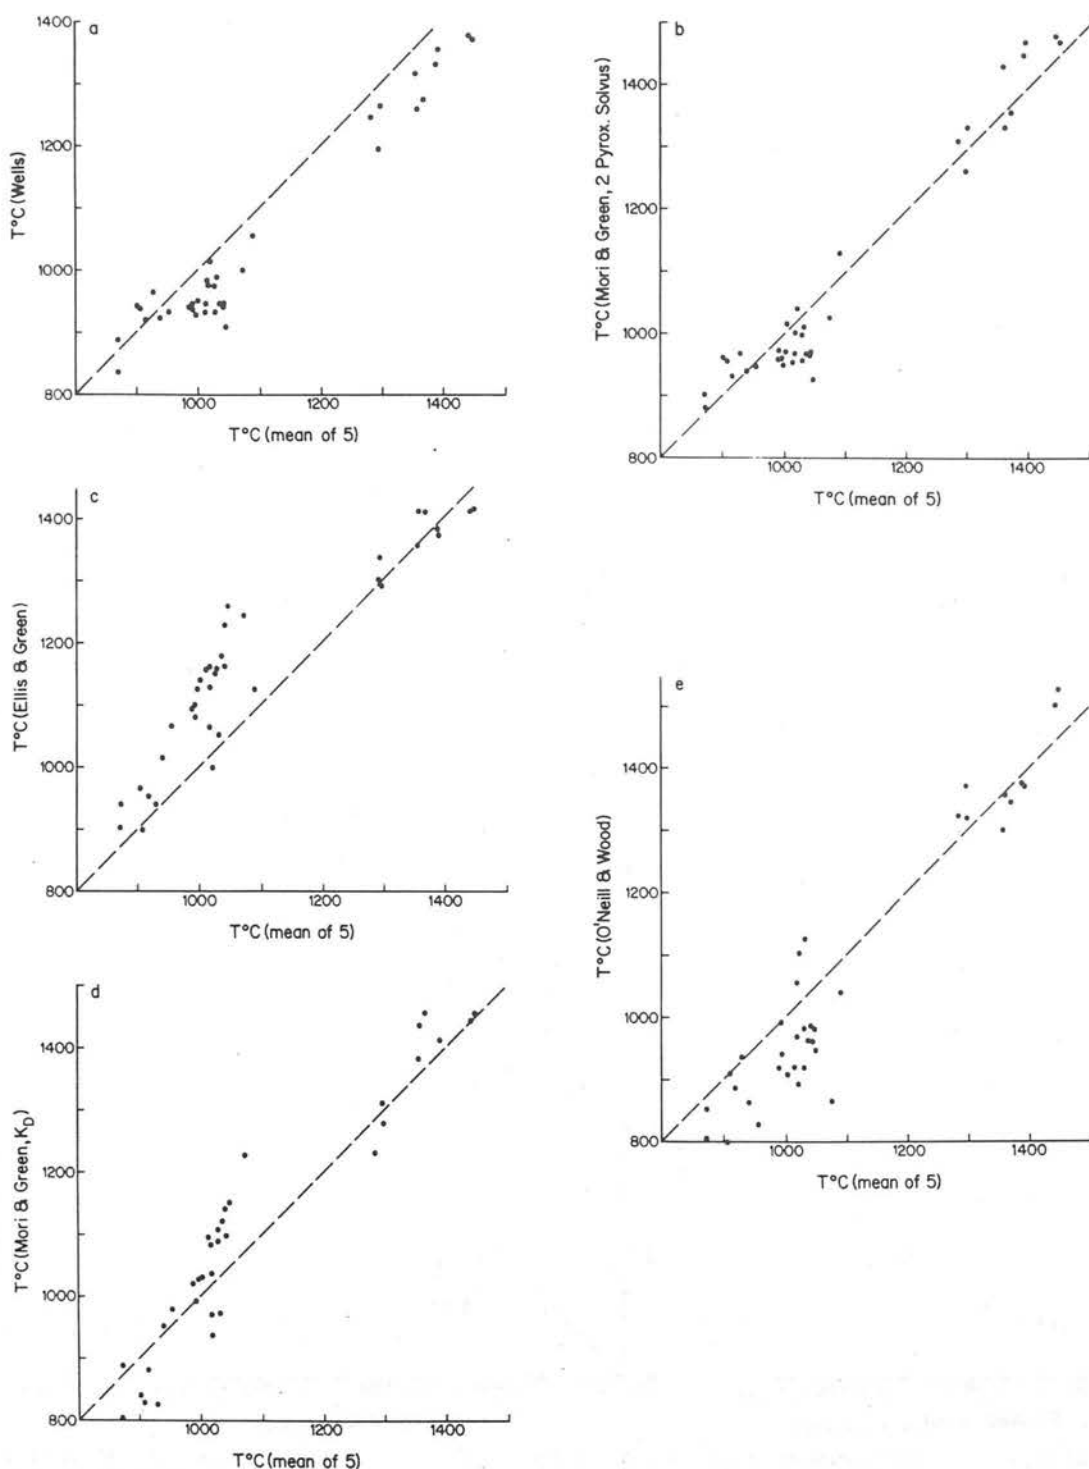 a
1400
1200
1000
800
T°C (Wells)
1000 1200 1400
T°C (mean of 5)
b
1400
1200
1000
800
T°C (Mori & Green, 2 Pyrox. Solvus)
1000 1200 1400
T°C (mean of 5)
c
1400
1200
1000
800
T°C (Ellis & Green)
1000 1200 1400
T°C (mean of 5)
d
1400
1200
1000
800
T°C (Mori & Green, KD)
1000 1200 1400
T°C (mean of 5)
e
1400
1200
1000
800
T°C (O'Neill & Wood)
1000 1200 1400
T°C (mean of 5)